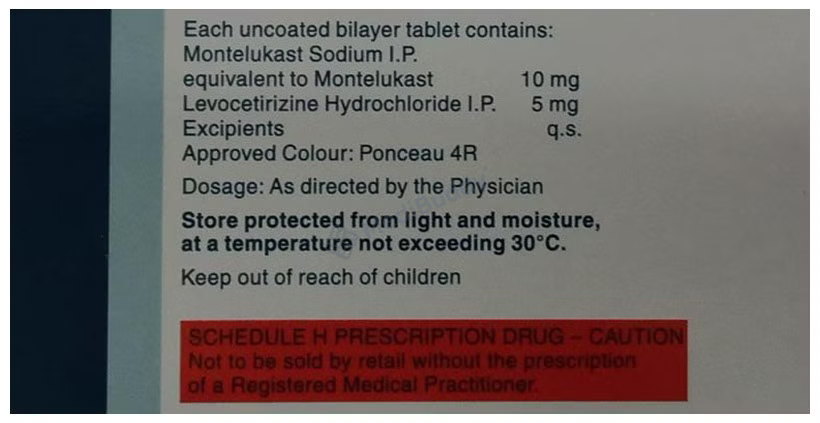 Each uncoated bilayer tablet contains:
Montelukast Sodium I.P.
equivalent to Montelukast 10 mg
Levocetirizine Hydrochloride I.P. 5 mg
Excipients q.s.
Approved Colour: Ponceau 4R
Dosage: As directed by the Physician
Store protected from light and moisture,
at a temperature not exceeding 30°C.
Keep out of reach of children
SCHEDULE H PRESCRIPTION DRUG – CAUTION
Not to be sold by retail without the prescription
of a Registered Medical Practitioner.